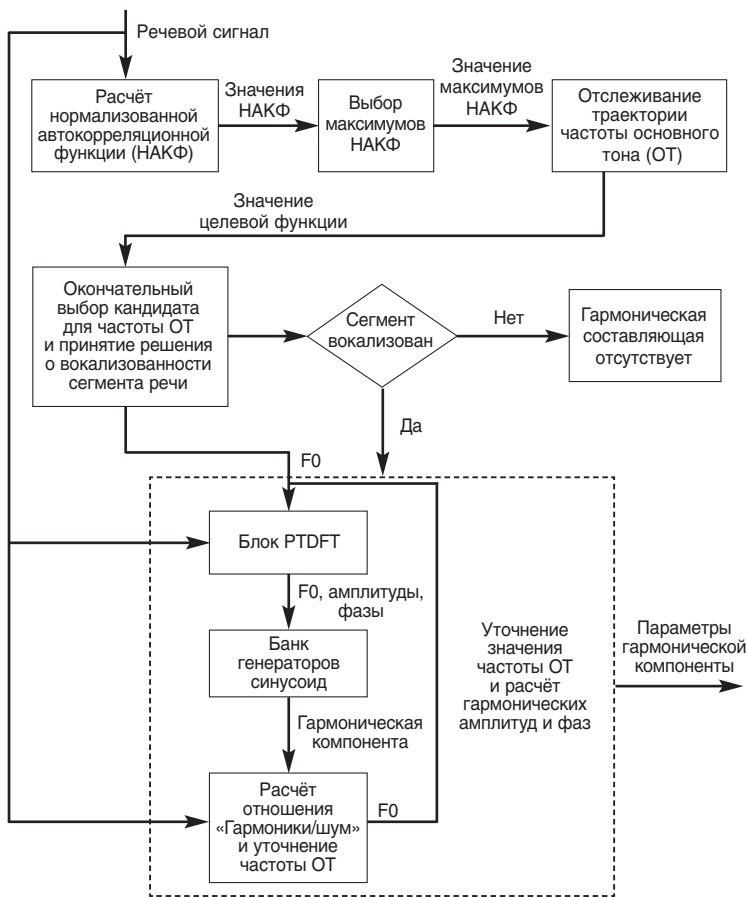 Речевой сигнал
Расчёт
нормализованной
автокорреляционной
функции (НАКФ)
Значения
НАКФ
Выбор
максимумов
НАКФ
Значение
максимумов
НАКФ
Отслеживание
траектории
частоты основного
тона (ОТ)
Значение
целевой функции
Окончательный
выбор кандидата
для частоты ОТ
и принятие решения
о вокализованности
сегмента речи
Сегмент
вокализован
Нет
Гармоническая
составляющая
отсутствует
Да
F0
Блок PTDFT
F0, амплитуды,
фазы
Банк
генераторов
синусоид
Гармоническая
компонента
Расчёт
отношения
«Гармоники/шум»
и уточнение
частоты ОТ
F0
Уточнение
значения
частоты ОТ
и расчёт
гармонических
амплитуд и фаз
Параметры
гармонической
компоненты